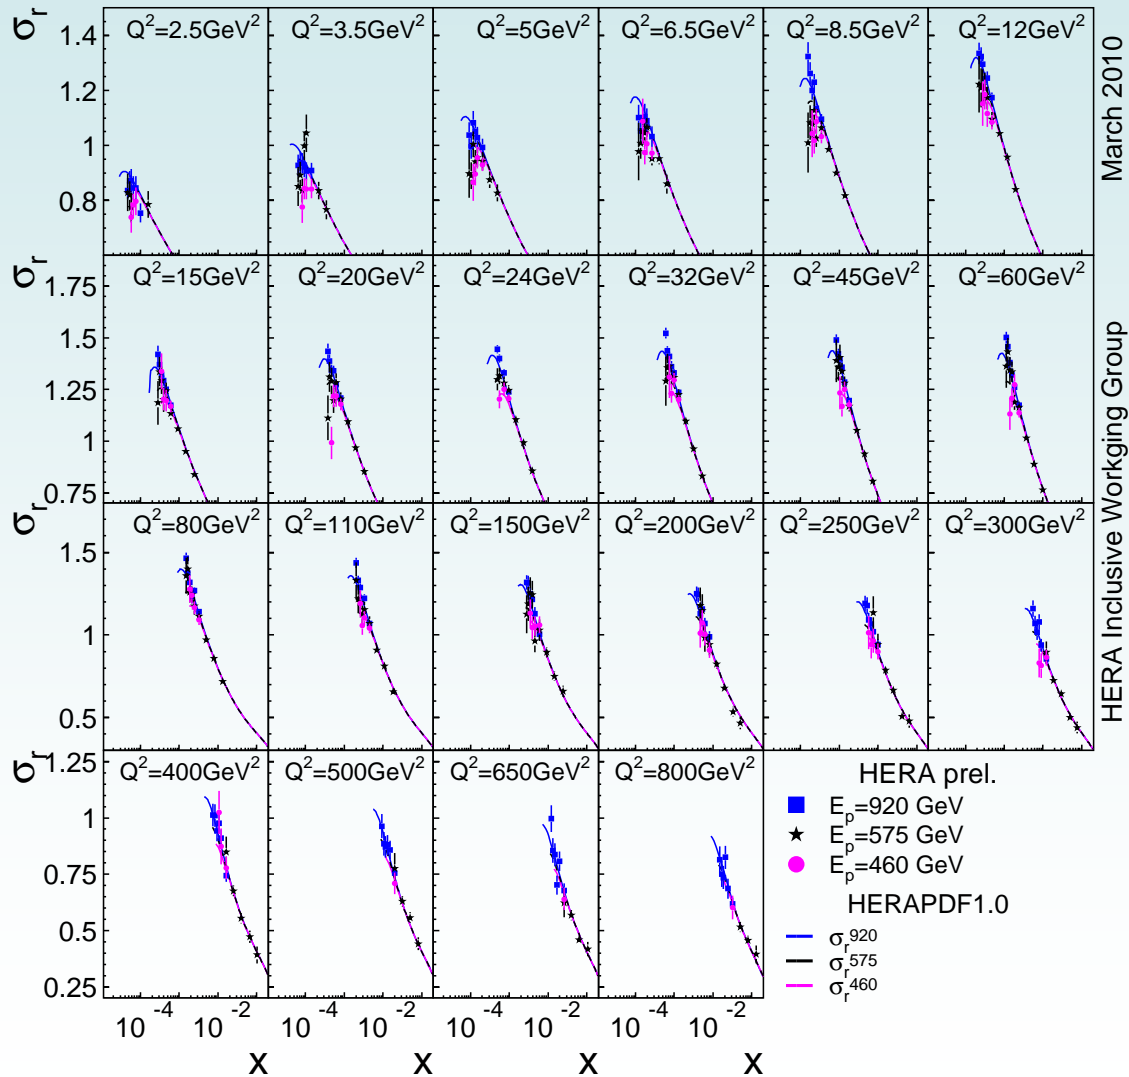 σr
Q²=2.5GeV² Q²=3.5GeV² Q²=5GeV² Q²=6.5GeV² Q²=8.5GeV² Q²=12GeV²
1.4
1.2
1
0.8
σr
Q²=15GeV² Q²=20GeV² Q²=24GeV² Q²=32GeV² Q²=45GeV² Q²=60GeV²
1.75
1.5
1.25
1
0.75
σr
Q²=80GeV² Q²=110GeV² Q²=150GeV² Q²=200GeV² Q²=250GeV² Q²=300GeV²
1.5
1
0.5
σr
Q²=400GeV² Q²=500GeV² Q²=650GeV² Q²=800GeV²
1.25
1
0.75
0.5
0.25
10⁻⁴ 10⁻² 10⁻⁴ 10⁻² 10⁻⁴ 10⁻² 10⁻⁴ 10⁻²
x x x x
HERA prel.
E_p=920 GeV
E_p=575 GeV
E_p=460 GeV
HERAPDF1.0
σr⁹²⁰
σr⁵⁷⁵
σr⁴⁶⁰
March 2010
HERA Inclusive Workging Group